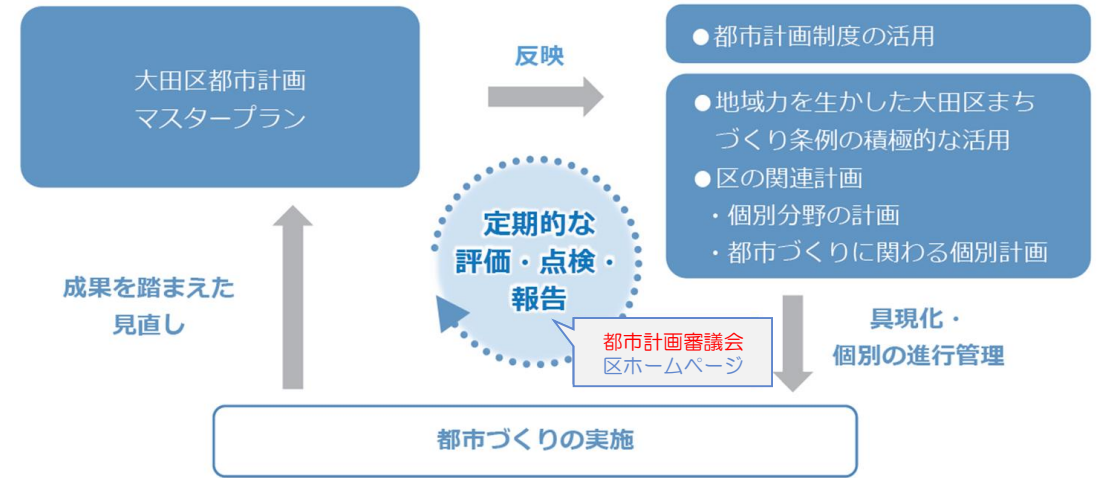 大田区都市計画
マスタープラン
反映
●都市計画制度の活用
●地域力を生かした大田区まち
づくり条例の積極的な活用
●区の関連計画
・個別分野の計画
・都市づくりに関わる個別計画
定期的な
評価・点検・
報告
都市計画審議会
区ホームページ
成果を踏まえた
見直し
具現化・
個別の進行管理
都市づくりの実施